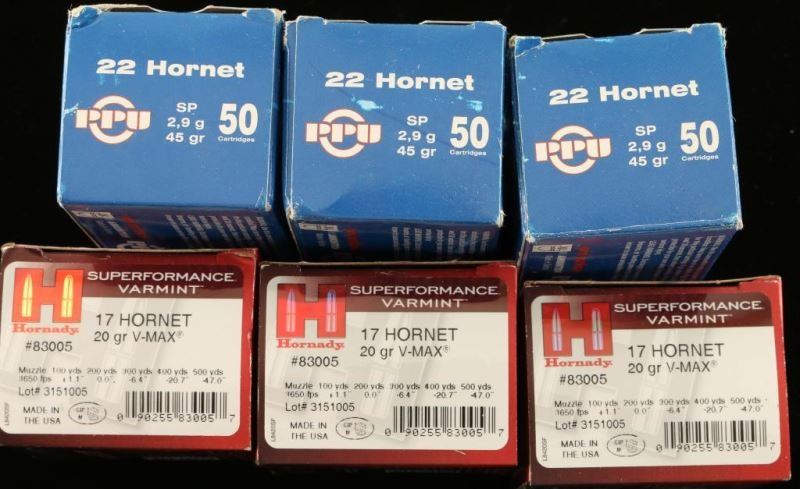 22 Hornet
PPU
SP
2,9 g
45 gr
50
Cartridges
22 Hornet
PPU
SP
2,9 g
45 gr
50
Cartridges
22 Hornet
PPU
SP
2,9 g
45 gr
50
Cartridges
H
Hornady
SUPERFORMANCE
VARMINT
17 HORNET
20 gr V-MAX®
#83005
Muzzle 100 yds 200 yds 300 yds 400 yds 500 yds
3650 fps +1.1" 0.0" -6.4" -20.7" -47.0"
Lot# 3151005
MADE IN
THE USA
0 90255 83005 7
H
Hornady
SUPERFORMANCE
VARMINT
17 HORNET
20 gr V-MAX®
#83005
Muzzle 100 yds 200 yds 300 yds 400 yds 500 yds
3650 fps +1.1" 0.0" -6.4" -20.7" -47.0"
Lot# 3151005
MADE IN
THE USA
0 90255 83005 7
H
Hornady
SUPERFORMANCE
VARMINT
17 HORNET
20 gr V-MAX®
#83005
Muzzle 100 yds 200 yds 300 yds 400 yds 500 yds
3650 fps +1.1" 0.0" -6.4" -20.7" -47.0"
Lot# 3151005
MADE IN
THE USA
0 90255 83005 7